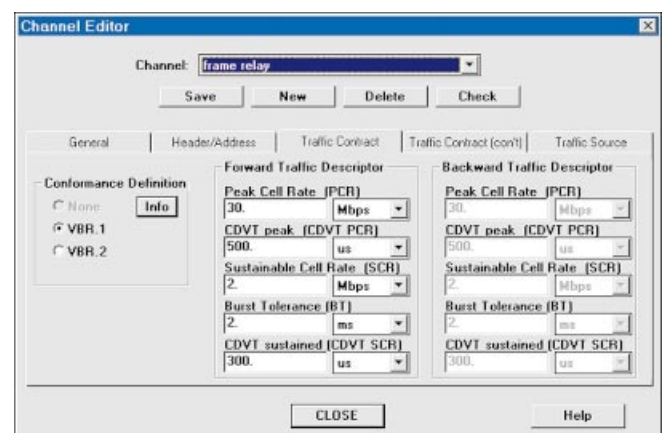 Channel Editor
Channel: frame relay
Save New Delete Check
General Header/Address Traffic Contract Traffic Contract (con't) Traffic Source
Conformance Definition
None Info
VBR.1
VBR.2
Forward Traffic Descriptor
Peak Cell Rate (PCR)
30. Mbps
CDVT peak (CDVT PCR)
500. us
Sustainable Cell Rate (SCR)
2. Mbps
Burst Tolerance (BT)
2. ms
CDVT sustained (CDVT SCR)
300. us
Backward Traffic Descriptor
Peak Cell Rate (PCR)
30. Mbps
CDVT peak (CDVT PCR)
500. us
Sustainable Cell Rate (SCR)
2. Mbps
Burst Tolerance (BT)
2. ms
CDVT sustained (CDVT SCR)
300. us
CLOSE Help